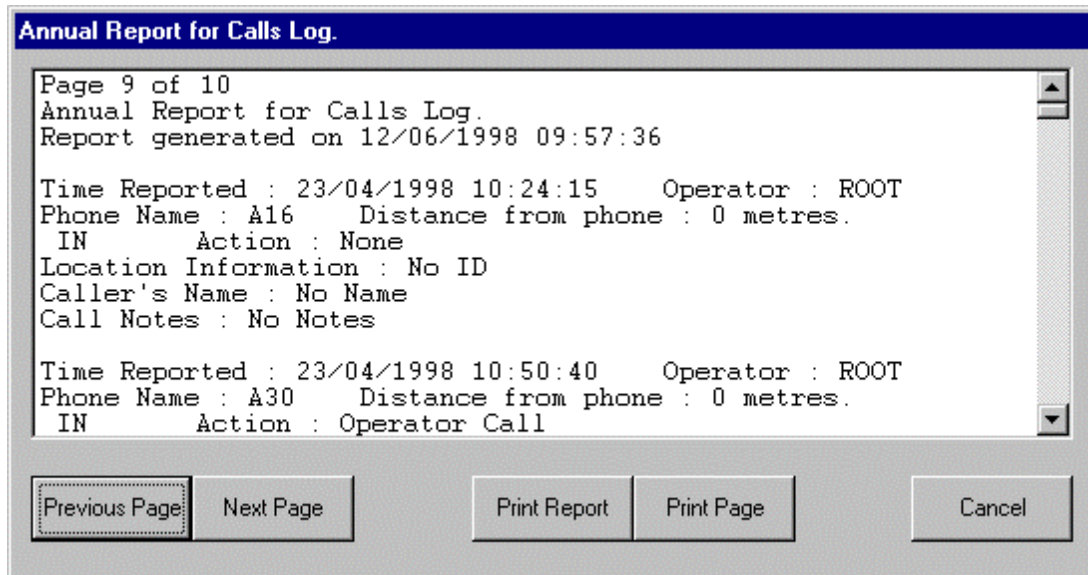 Annual Report for Calls Log.
Page 9 of 10
Annual Report for Calls Log.
Report generated on 12/06/1998 09:57:36
Time Reported : 23/04/1998 10:24:15 Operator : ROOT
Phone Name : A16 Distance from phone : 0 metres.
IN Action : None
Location Information : No ID
Caller's Name : No Name
Call Notes : No Notes
Time Reported : 23/04/1998 10:50:40 Operator : ROOT
Phone Name : A30 Distance from phone : 0 metres.
IN Action : Operator Call
Previous Page Next Page Print Report Print Page Cancel